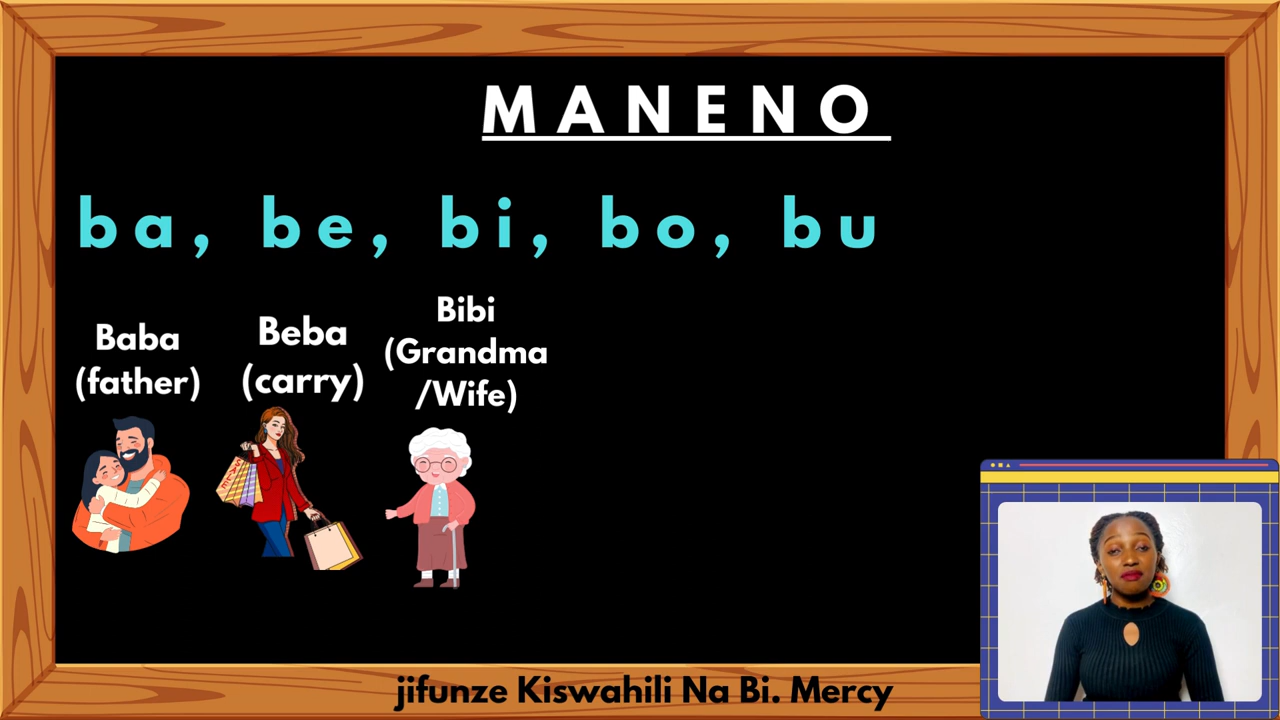 MANENO
ba, be, bi, bo, bu
Baba
(father)
Beba
(carry)
Bibi
(Grandma
/Wife)
jifunze Kiswahili Na Bi. Mercy